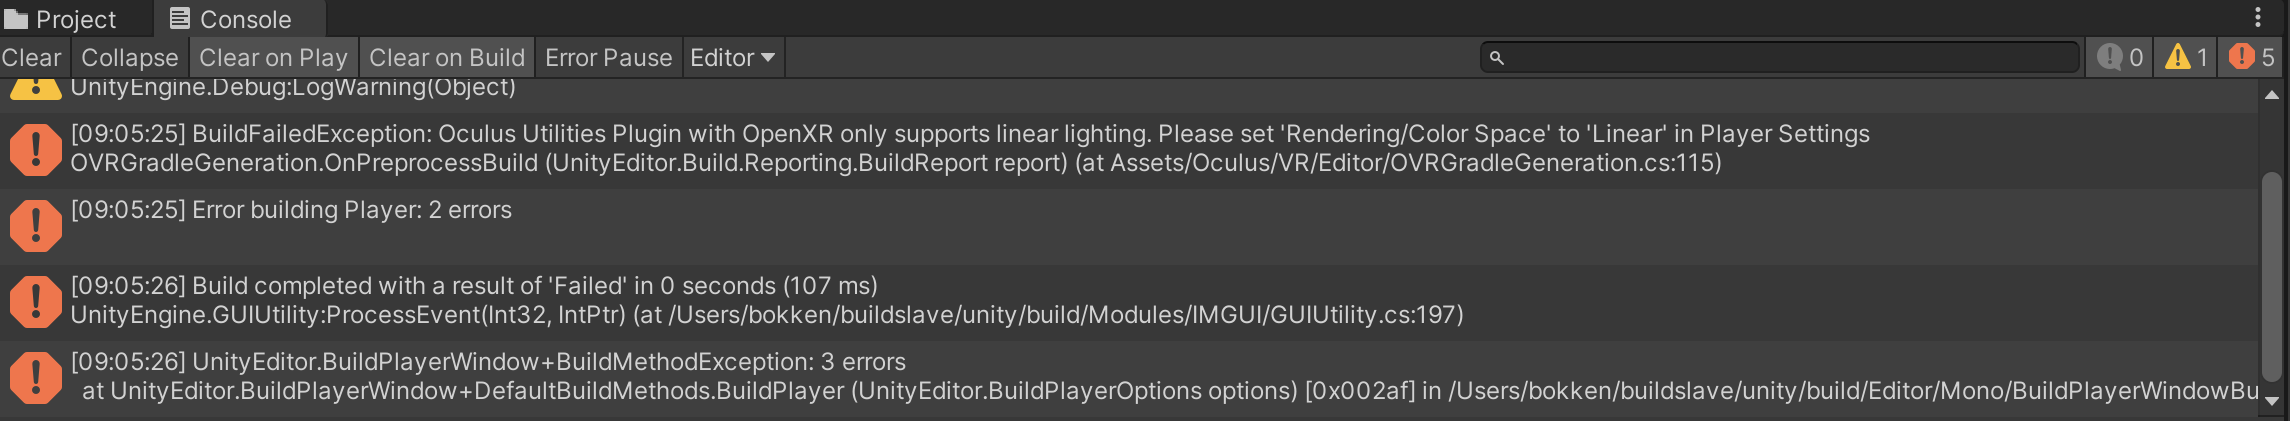 Project
Console
Clear
Collapse
Clear on Play
Clear on Build
Error Pause
Editor
0
1
5
UnityEngine.Debug:LogWarning(Object)
[09:05:25] BuildFailedException: Oculus Utilities Plugin with OpenXR only supports linear lighting. Please set 'Rendering/Color Space' to 'Linear' in Player Settings
OVRGradleGeneration.OnPreprocessBuild (UnityEditor.Build.Reporting.BuildReport report) (at Assets/Oculus/VR/Editor/OVRGradleGeneration.cs:115)
[09:05:25] Error building Player: 2 errors
[09:05:26] Build completed with a result of 'Failed' in 0 seconds (107 ms)
UnityEngine.GUIUtility:ProcessEvent(Int32, IntPtr) (at /Users/bokken/buildslave/unity/build/Modules/IMGUI/GUIUtility.cs:197)
[09:05:26] UnityEditor.BuildPlayerWindow+BuildMethodException: 3 errors
at UnityEditor.BuildPlayerWindow+DefaultBuildMethods.BuildPlayer (UnityEditor.BuildPlayerOptions options) [0x002af] in /Users/bokken/buildslave/unity/build/Editor/Mono/BuildPlayerWindowBu